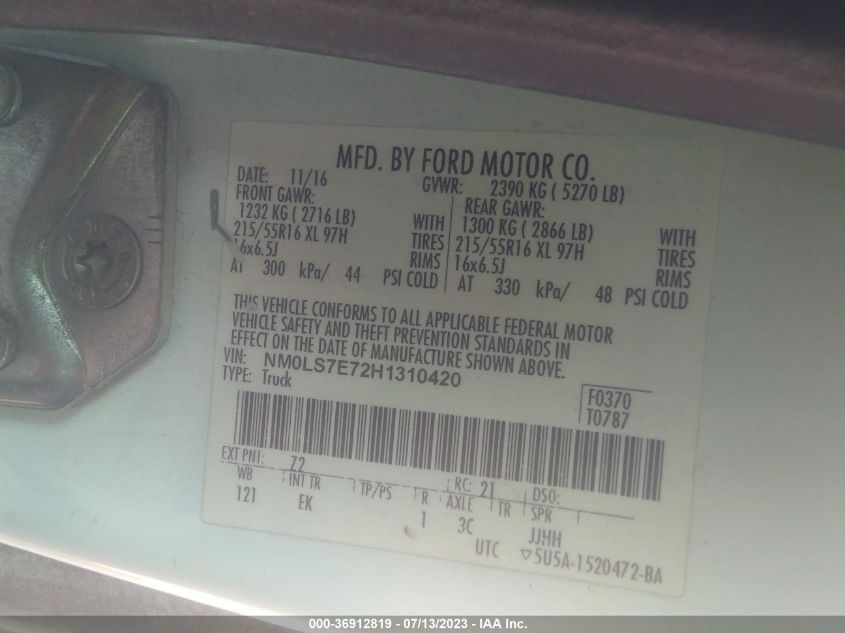 MFD. BY FORD MOTOR CO.
DATE: 11/16 GVWR: 2390 KG ( 5270 LB)
FRONT GAWR: REAR GAWR:
1232 KG ( 2716 LB) WITH 1300 KG ( 2866 LB) WITH
215/55R16 XL 97H TIRES 215/55R16 XL 97H TIRES
16x6.5J RIMS 16x6.5J RIMS
AT 300 kPa/ 44 PSI COLD AT 330 kPa/ 48 PSI COLD
THIS VEHICLE CONFORMS TO ALL APPLICABLE FEDERAL MOTOR
VEHICLE SAFETY AND THEFT PREVENTION STANDARDS IN
EFFECT ON THE DATE OF MANUFACTURE SHOWN ABOVE.
VIN: NM0LS7E72H1310420
TYPE: Truck
F0370
T0787
EXT PNT: Z2 RC: 21 DSO:
WB INT TR TP/PS R AXLE TR SPR
121 EK 1 3C JJHH
UTC ▽5U5A-1520472-BA
000-36912819 - 07/13/2023 - IAA Inc.